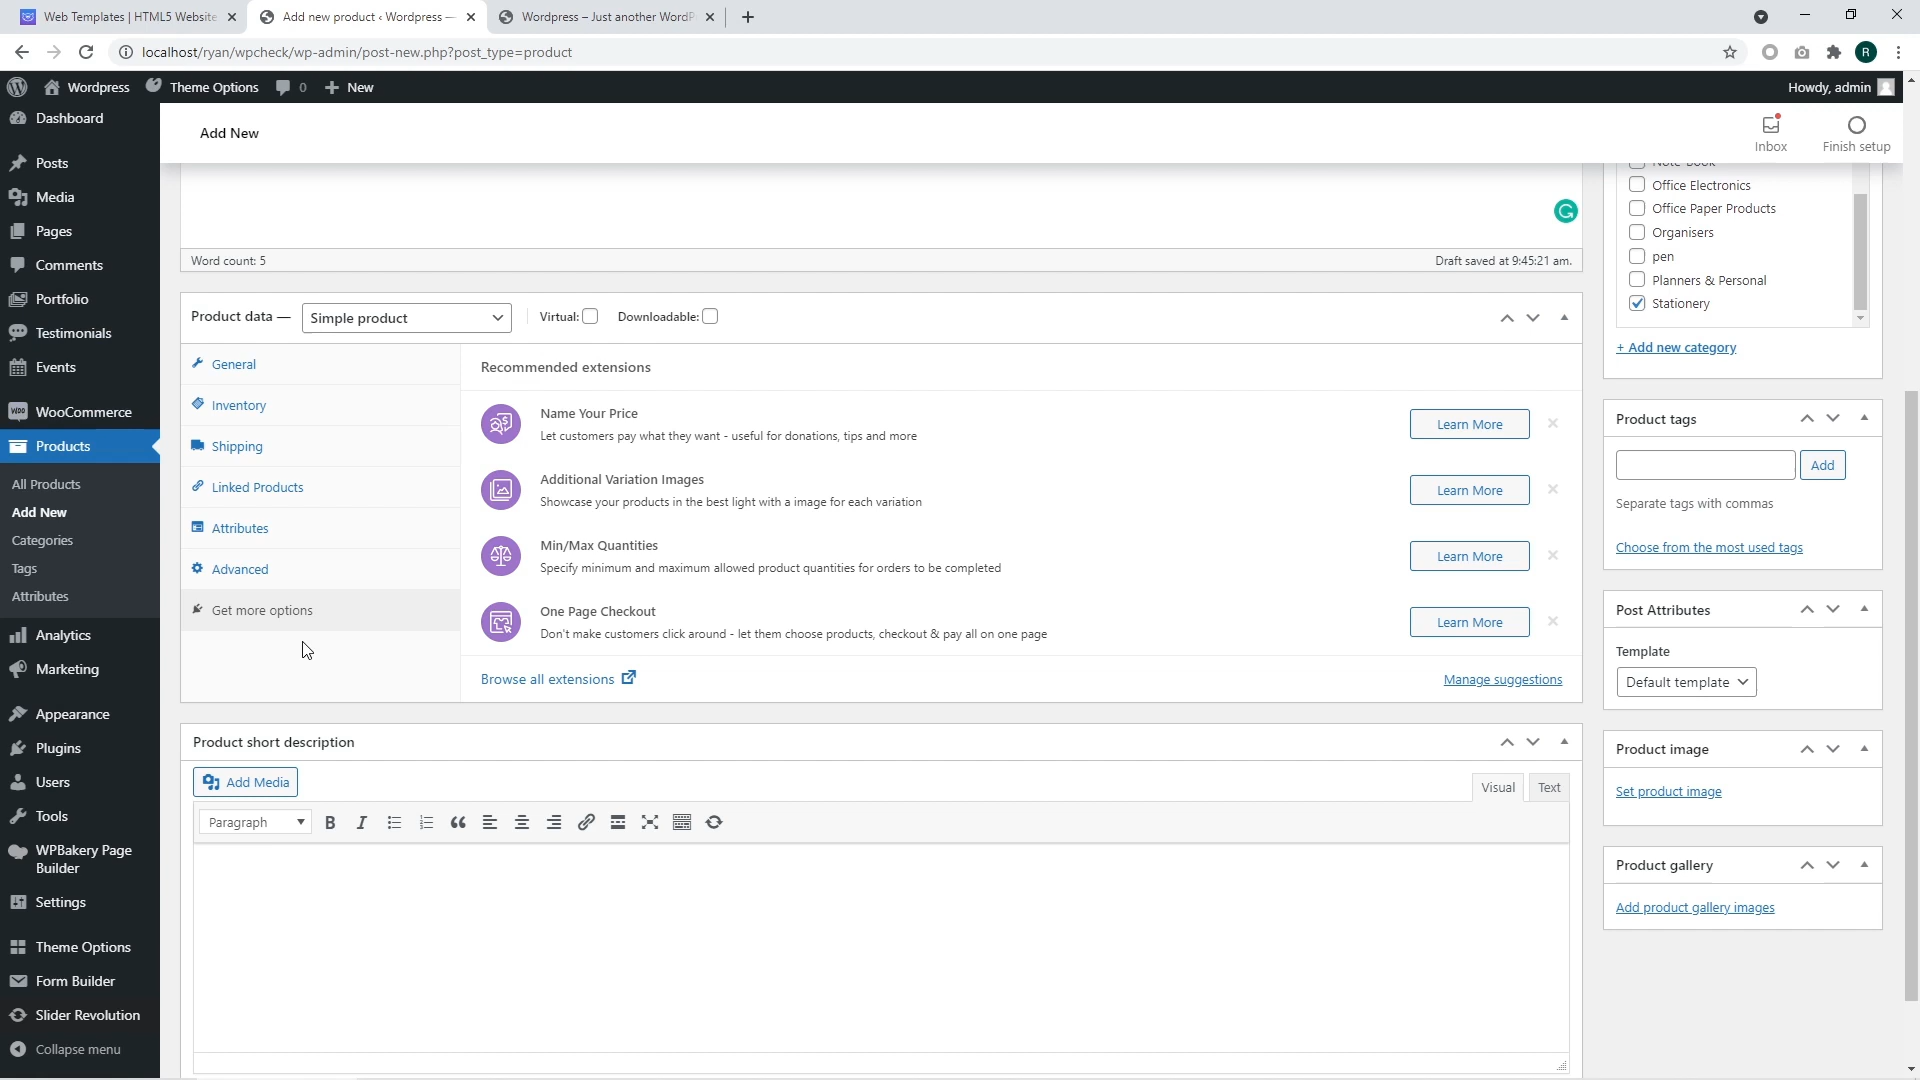 Web Templates | HTML5 Website
Add new product ‹ Wordpress —
Wordpress – Just another WordP
localhost/ryan/wpcheck/wp-admin/post-new.php?post_type=product
R
Wordpress
Theme Options
0
New
Howdy, admin
Dashboard
Posts
Media
Pages
Comments
Portfolio
Testimonials
Events
WooCommerce
Products
All Products
Add New
Categories
Tags
Attributes
Analytics
Marketing
Appearance
Plugins
Users
Tools
WPBakery Page
Builder
Settings
Theme Options
Form Builder
Slider Revolution
Collapse menu
Add New
Inbox
Finish setup
Word count: 5
Draft saved at 9:45:21 am.
Product data —
Simple product
Virtual:
Downloadable:
General
Inventory
Shipping
Linked Products
Attributes
Advanced
Get more options
Recommended extensions
Name Your Price
Let customers pay what they want - useful for donations, tips and more
Learn More
Additional Variation Images
Showcase your products in the best light with a image for each variation
Learn More
Min/Max Quantities
Specify minimum and maximum allowed product quantities for orders to be completed
Learn More
One Page Checkout
Don't make customers click around - let them choose products, checkout & pay all on one page
Learn More
Browse all extensions
Manage suggestions
Product short description
Add Media
Visual
Text
Paragraph
Office Electronics
Office Paper Products
Organisers
pen
Planners & Personal
Stationery
+ Add new category
Product tags
Add
Separate tags with commas
Choose from the most used tags
Post Attributes
Template
Default template
Product image
Set product image
Product gallery
Add product gallery images